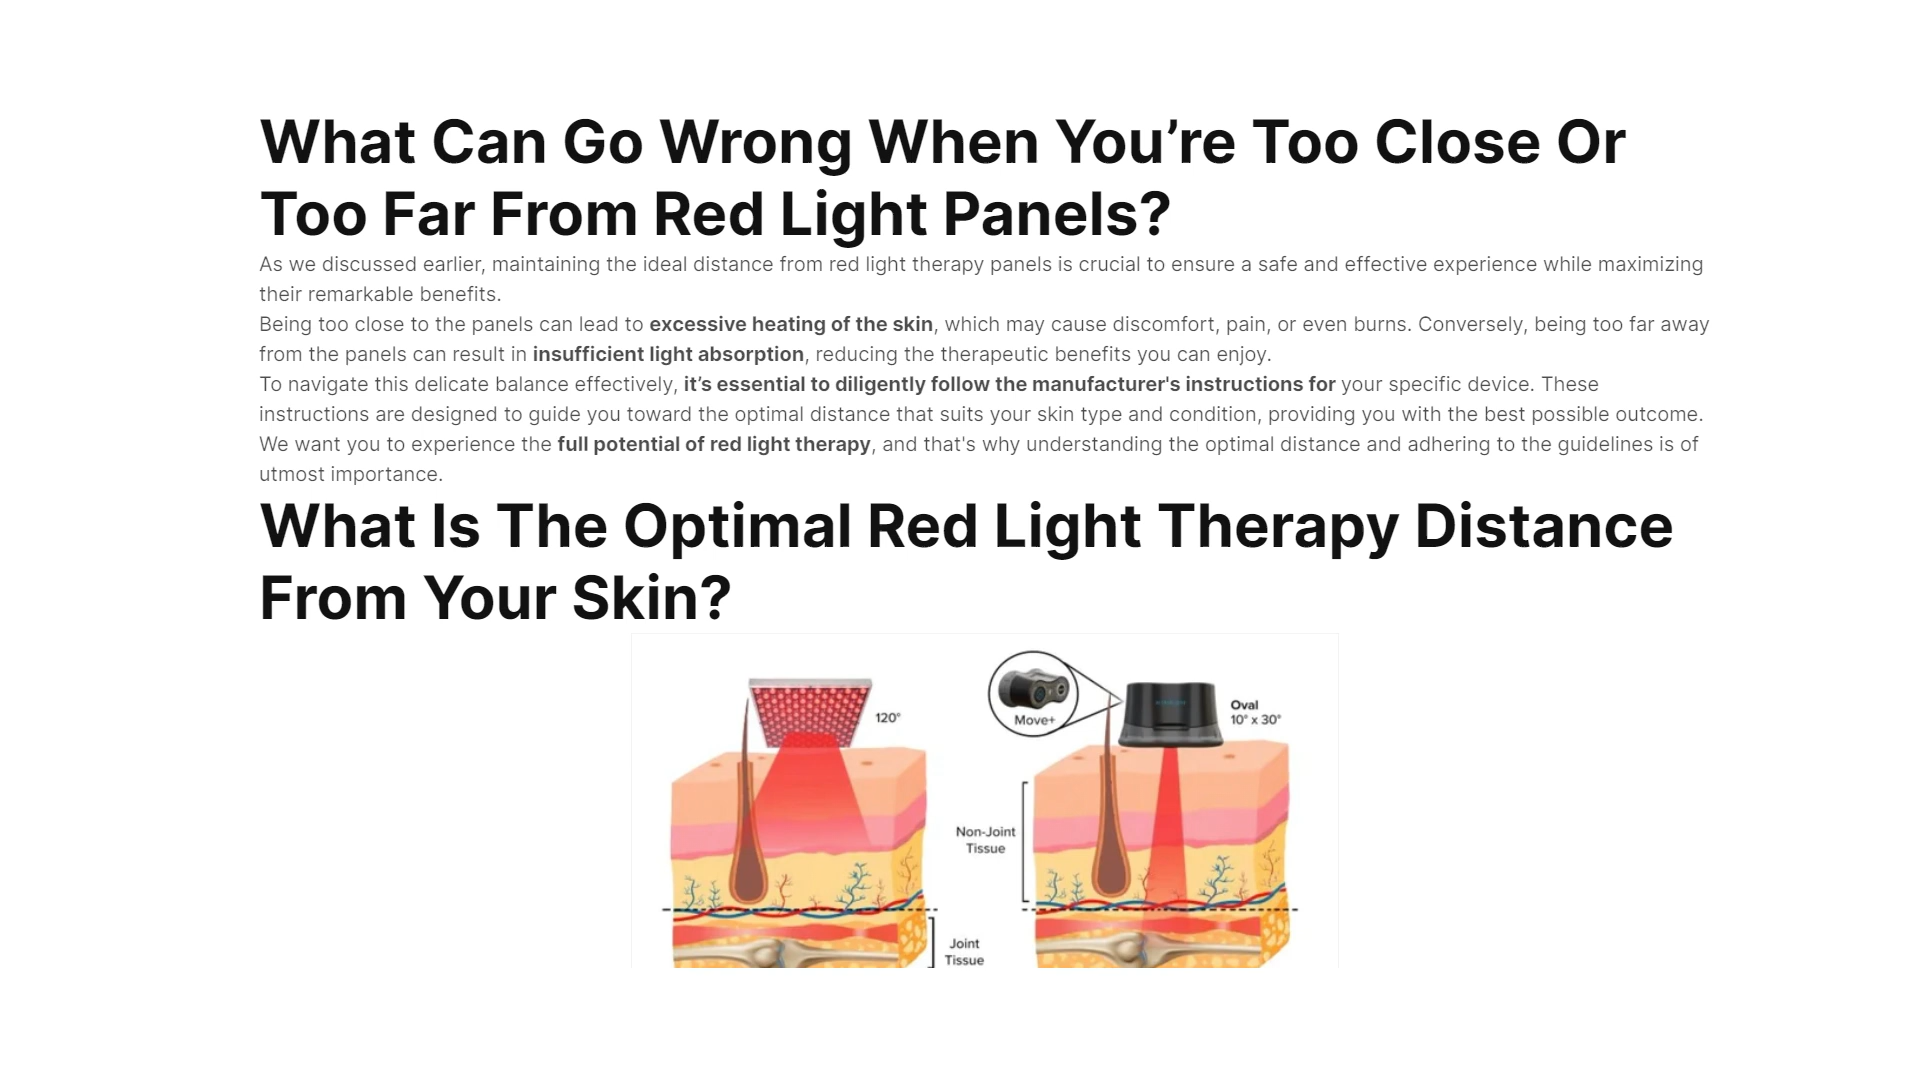 What Can Go Wrong When You’re Too Close Or
Too Far From Red Light Panels?
As we discussed earlier, maintaining the ideal distance from red light therapy panels is crucial to ensure a safe and effective experience while maximizing
their remarkable benefits.
Being too close to the panels can lead to excessive heating of the skin, which may cause discomfort, pain, or even burns. Conversely, being too far away
from the panels can result in insufficient light absorption, reducing the therapeutic benefits you can enjoy.
To navigate this delicate balance effectively, it’s essential to diligently follow the manufacturer's instructions for your specific device. These
instructions are designed to guide you toward the optimal distance that suits your skin type and condition, providing you with the best possible outcome.
We want you to experience the full potential of red light therapy, and that's why understanding the optimal distance and adhering to the guidelines is of
utmost importance.
What Is The Optimal Red Light Therapy Distance
From Your Skin?
120°
Move+
Oval
10° x 30°
Non-Joint
Tissue
Joint
Tissue